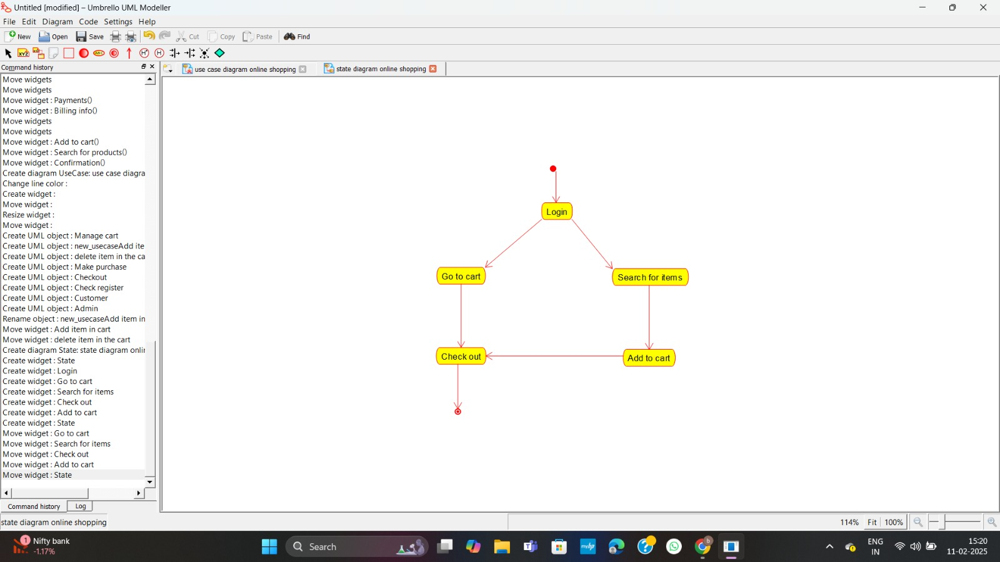 Untitled [modified] – Umbrello UML Modeller
File Edit Diagram Code Settings Help
New Open Save Cut Copy Paste Find
XYZ ABC H* H
Command history
use case diagram online shopping
state diagram online shopping
Move widgets
Move widgets
Move widget : Payments()
Move widget : Billing info()
Move widgets
Move widgets
Move widget : Add to cart()
Move widget : Search for products()
Move widget : Confirmation()
Create diagram UseCase: use case diagra
Change line color :
Create widget :
Move widget :
Resize widget :
Move widget :
Create UML object : Manage cart
Create UML object : new_usecaseAdd ite
Create UML object : delete item in the ca
Create UML object : Make purchase
Create UML object : Checkout
Create UML object : Check register
Create UML object : Customer
Create UML object : Admin
Rename object : new_usecaseAdd item in
Move widget : Add item in cart
Move widget : delete item in the cart
Create diagram State: state diagram onlin
Create widget : State
Create widget : Login
Create widget : Go to cart
Create widget : Search for items
Create widget : Check out
Create widget : Add to cart
Create widget : State
Move widget : Go to cart
Move widget : Search for items
Move widget : Check out
Move widget : Add to cart
Move widget : State
Login
Go to cart
Search for items
Check out
Add to cart
Command history Log
state diagram online shopping
114% Fit 100%
1
Nifty bank
-1.17%
Search
myhp
b
ENG
IN
15:20
11-02-2025